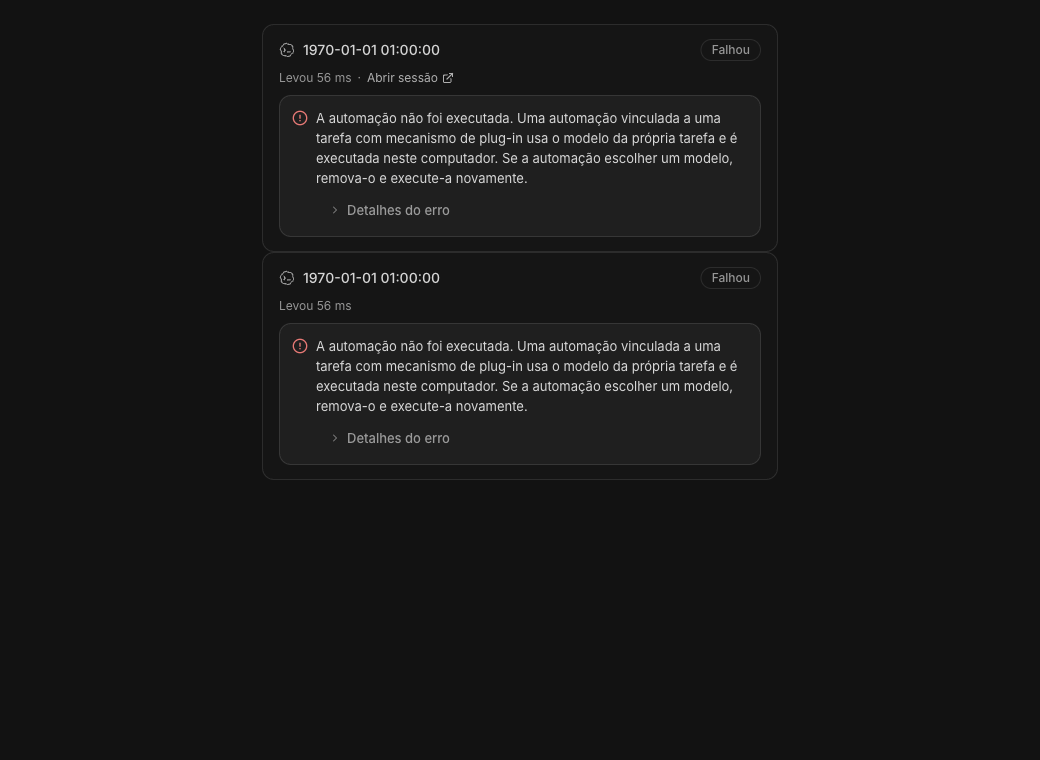 1970-01-01 01:00:00
Falhou
Levou 56 ms · Abrir sessão
A automação não foi executada. Uma automação vinculada a uma
tarefa com mecanismo de plug-in usa o modelo da própria tarefa e é
executada neste computador. Se a automação escolher um modelo,
remova-o e execute-a novamente.
Detalhes do erro
1970-01-01 01:00:00
Falhou
Levou 56 ms
A automação não foi executada. Uma automação vinculada a uma
tarefa com mecanismo de plug-in usa o modelo da própria tarefa e é
executada neste computador. Se a automação escolher um modelo,
remova-o e execute-a novamente.
Detalhes do erro